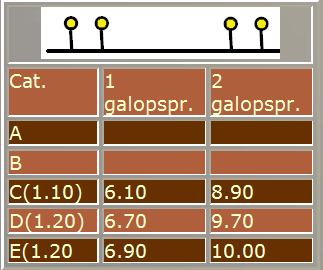 Cat. 1 galopspr. 2 galopspr.
A
B
C(1.10) 6.10 8.90
D(1.20) 6.70 9.70
E(1.20 6.90 10.00